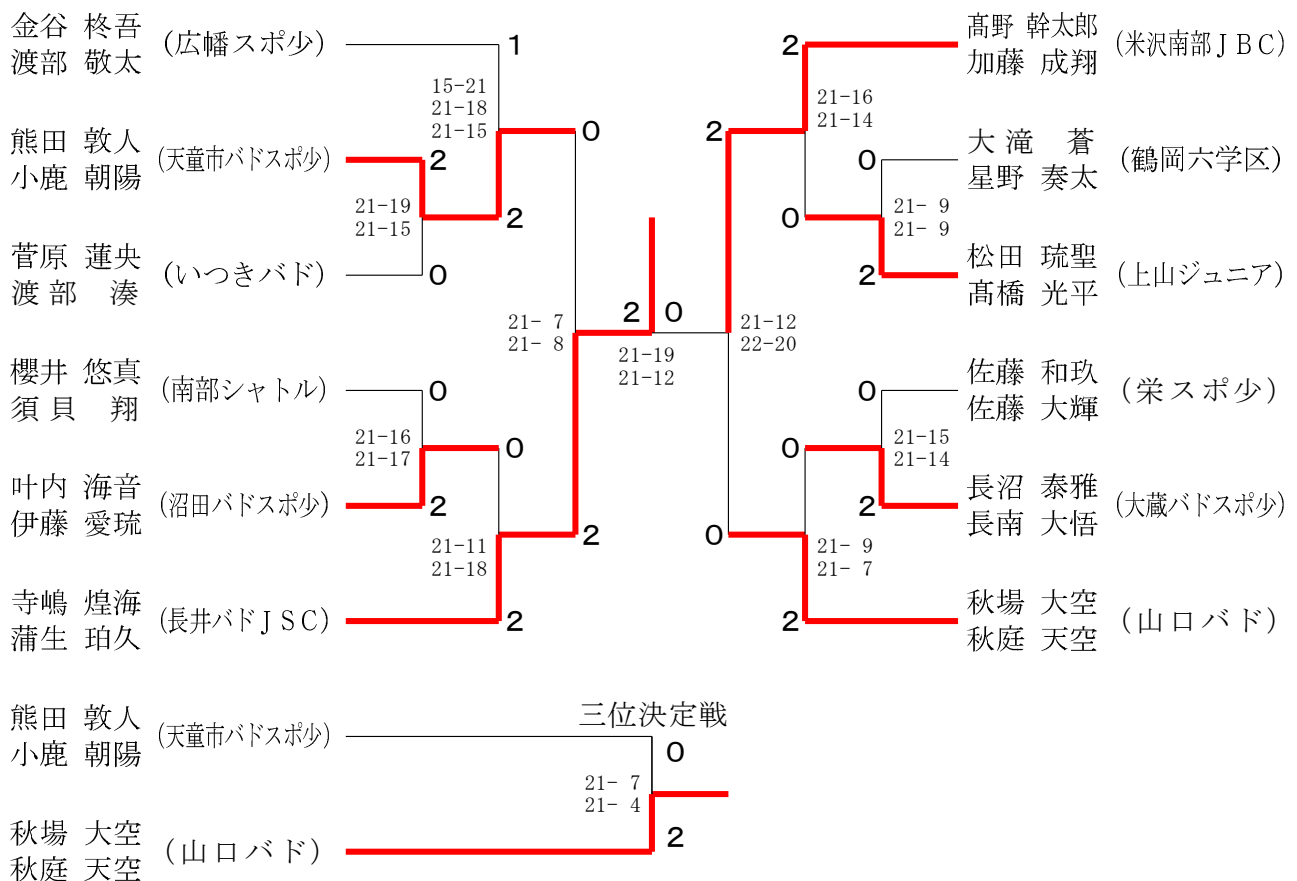 金谷 柊吾
渡部 敬太
(広幡スポ少)
1
15-21
21-18
21-15
熊田 敦人
小鹿 朝陽
(天童市バドスポ少)
2
0
21-19
21-15
2
菅原 蓮央
渡部 湊
(いつきバド)
0
21- 7
21- 8
櫻井 悠真
須貝 翔
(南部シャトル)
0
21-16
21-17
0
叶内 海音
伊藤 愛琉
(沼田バドスポ少)
2
21-11
21-18
2
寺嶋 煌海
蒲生 珀久
(長井バドＪＳＣ)
2
2
0
21-19
21-12
髙野 幹太郎
加藤 成翔
(米沢南部ＪＢＣ)
2
21-16
21-14
2
大滝 蒼
星野 奏太
(鶴岡六学区)
0
21- 9
21- 9
0
松田 琉聖
髙橋 光平
(上山ジュニア)
2
21-12
22-20
佐藤 和玖
佐藤 大輝
(栄スポ少)
0
21-15
21-14
0
長沼 泰雅
長南 大悟
(大蔵バドスポ少)
2
0
21- 9
21- 7
秋場 大空
秋庭 天空
(山口バド)
2
三位決定戦
熊田 敦人
小鹿 朝陽
(天童市バドスポ少)
0
21- 7
21- 4
秋場 大空
秋庭 天空
(山口バド)
2